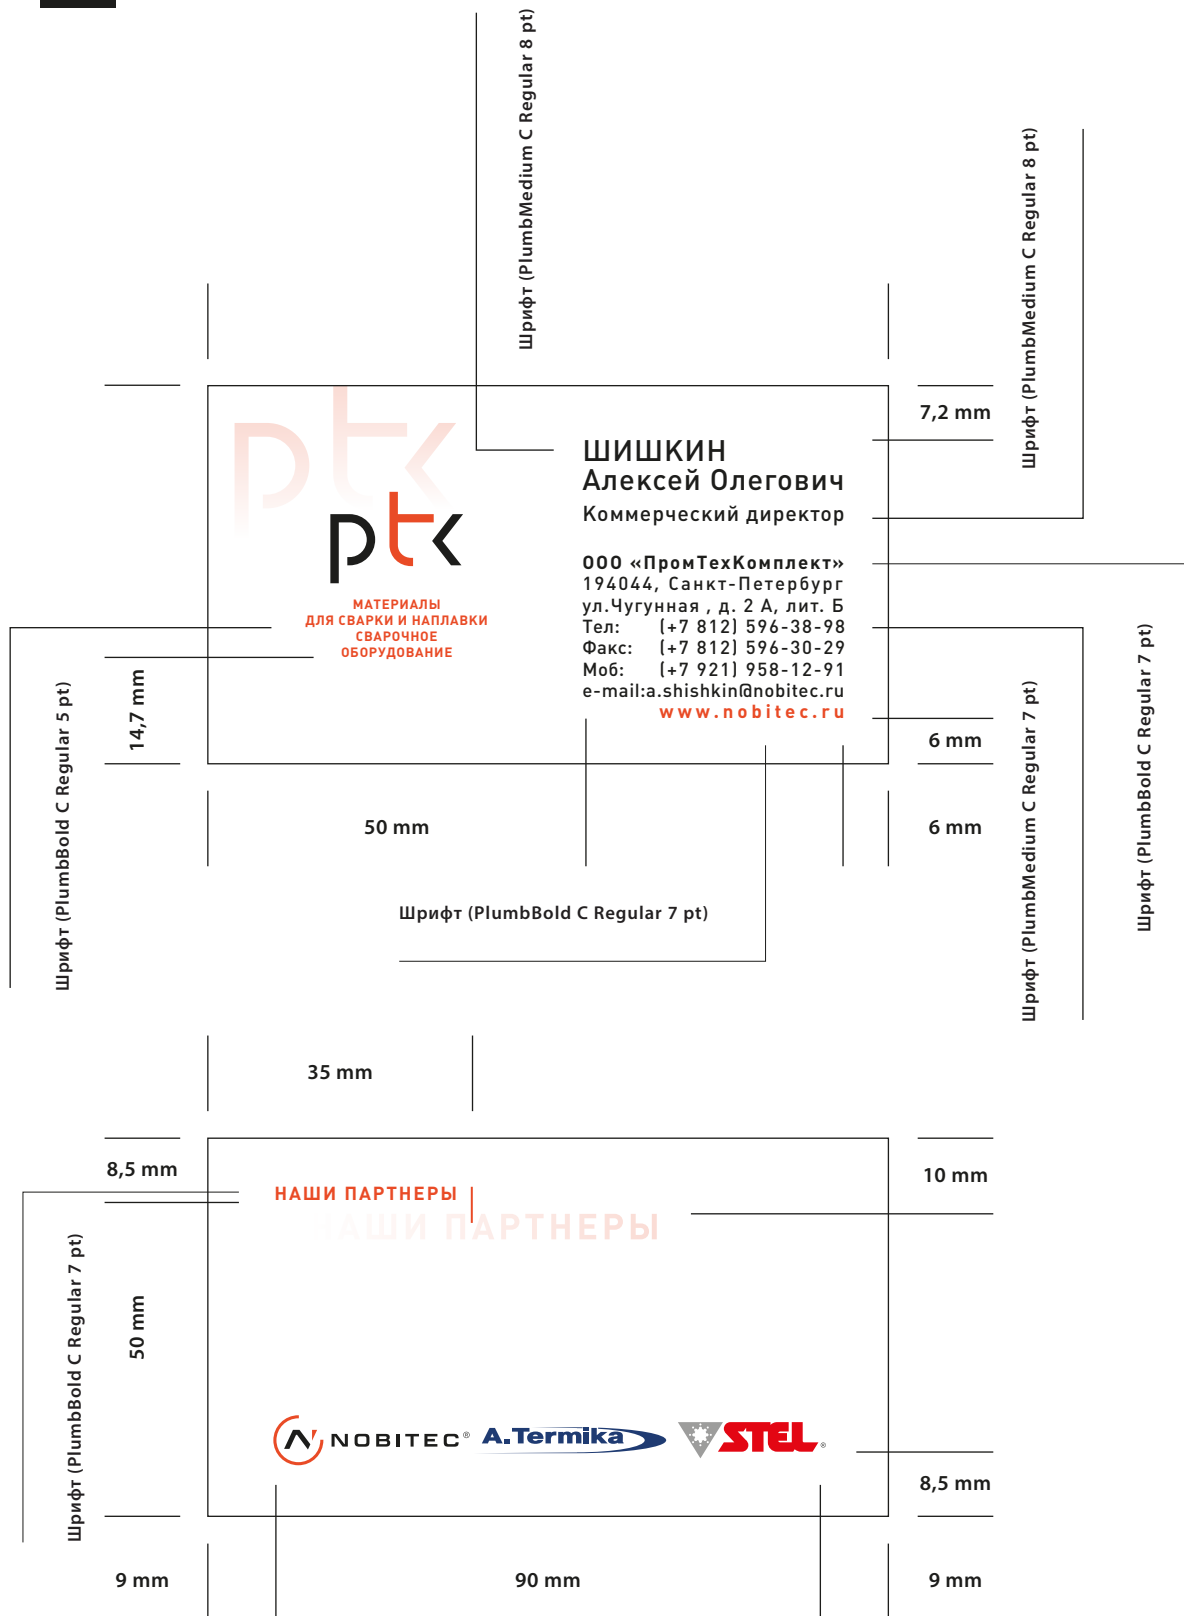 Шрифт (PlumbMedium C Regular 8 pt)
Шрифт (PlumbMedium C Regular 8 pt)
7,2 mm
ptk
ptk
МАТЕРИАЛЫ
ДЛЯ СВАРКИ И НАПЛАВКИ
СВАРОЧНОЕ
ОБОРУДОВАНИЕ
ШИШКИН
Алексей Олегович
Коммерческий директор
ООО «ПромТехКомплект»
194044, Санкт-Петербург
ул.Чугунная , д. 2 А, лит. Б
Тел: (+7 812) 596-38-98
Факс: (+7 812) 596-30-29
Моб: (+7 921) 958-12-91
e-mail:a.shishkin@nobitec.ru
www.nobitec.ru
14,7 mm
Шрифт (PlumbBold C Regular 5 pt)
6 mm
50 mm
6 mm
Шрифт (PlumbMedium C Regular 7 pt)
Шрифт (PlumbBold C Regular 7 pt)
Шрифт (PlumbBold C Regular 7 pt)
35 mm
8,5 mm
10 mm
НАШИ ПАРТНЕРЫ
НАШИ ПАРТНЕРЫ
Шрифт (PlumbBold C Regular 7 pt)
50 mm
NOBITEC®
A.Termika
STEL®
8,5 mm
9 mm
90 mm
9 mm